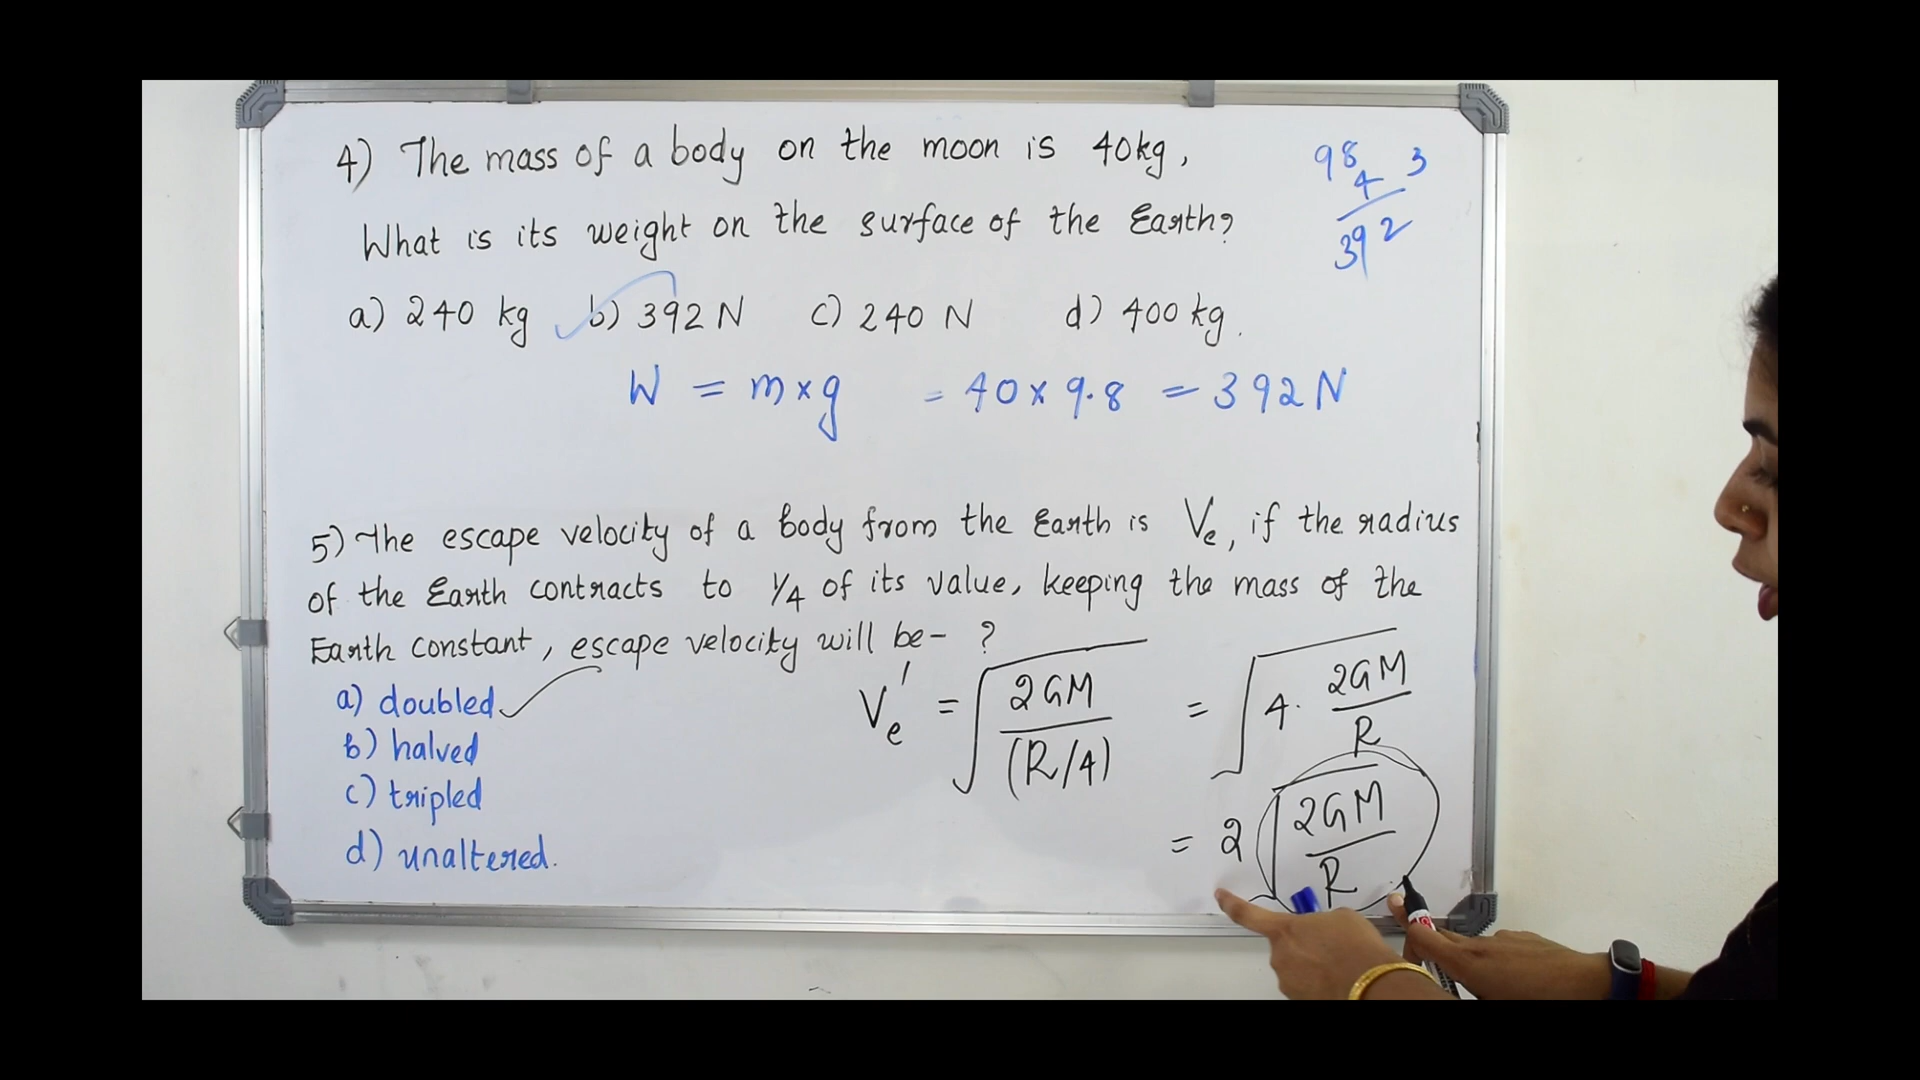 4) The mass of a body on the moon is 40kg,
What is its weight on the surface of the Earth?
a) 240 kg b) 392 N c) 240 N d) 400 kg.
W = m×g = 40 × 9.8 = 392 N
98
4 3
392
5) The escape velocity of a body from the Earth is Ve, if the radius
of the Earth contracts to 1/4 of its value, keeping the mass of the
Earth constant, escape velocity will be - ?
a) doubled
b) halved
c) tripled
d) unaltered.
Ve' = √(2GM/(R/4)) = √(4. 2GM/R)
= 2 √(2GM/R)